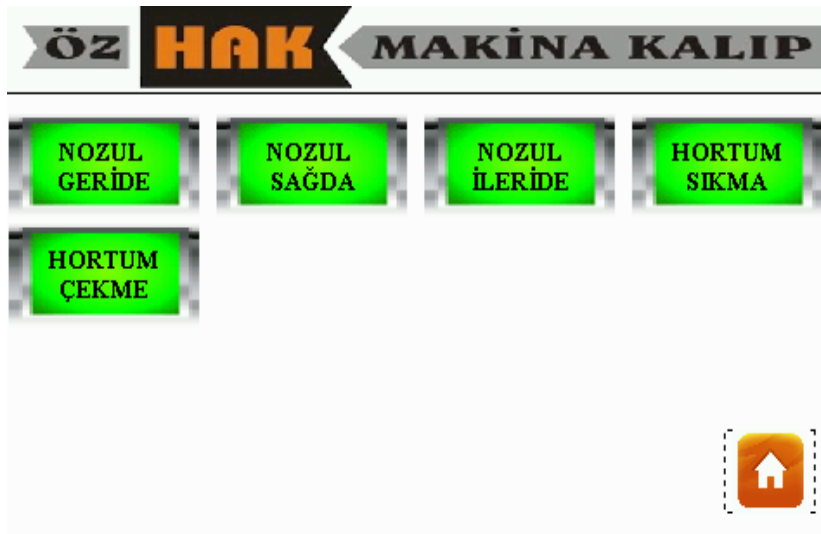 ÖZ HAK MAKİNA KALIP
NOZUL
GERİDE
NOZUL
SAĞDA
NOZUL
İLERİDE
HORTUM
SIKMA
HORTUM
ÇEKME